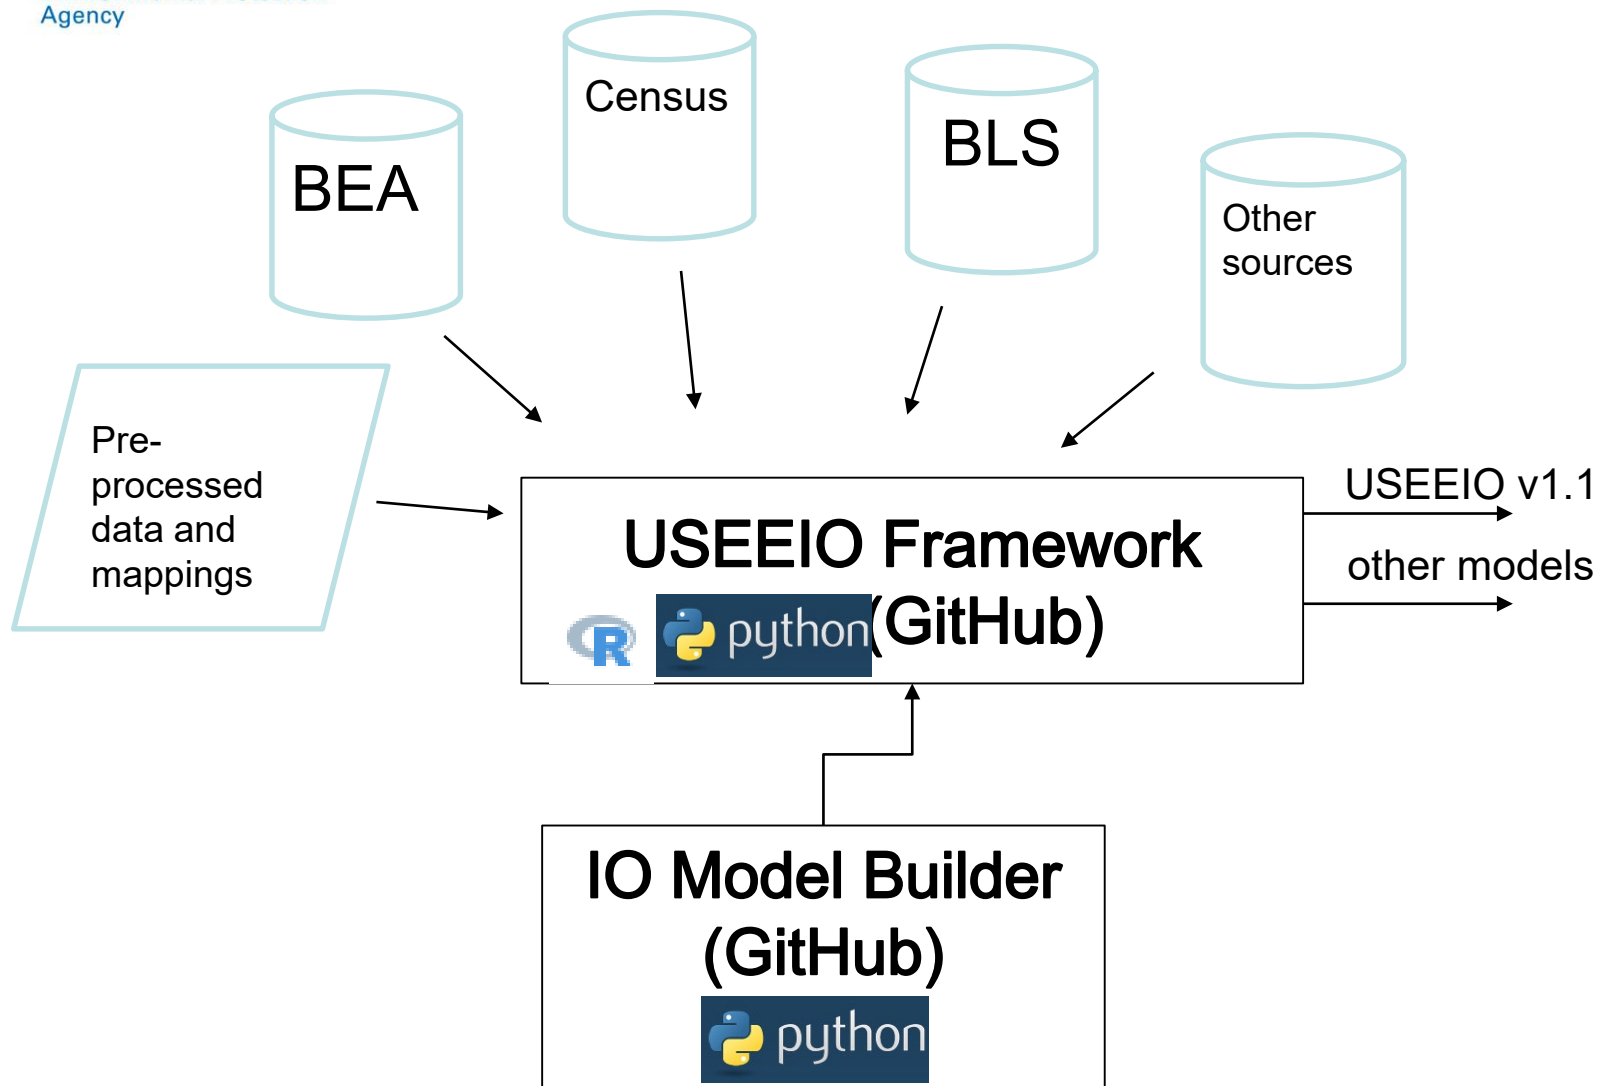 Agency
Census
BLS
BEA
Other
sources
Pre-
processed
data and
mappings
USEEIO v1.1
USEEIO Framework
other models
python
(GitHub)
R
IO Model Builder
(GitHub)
python